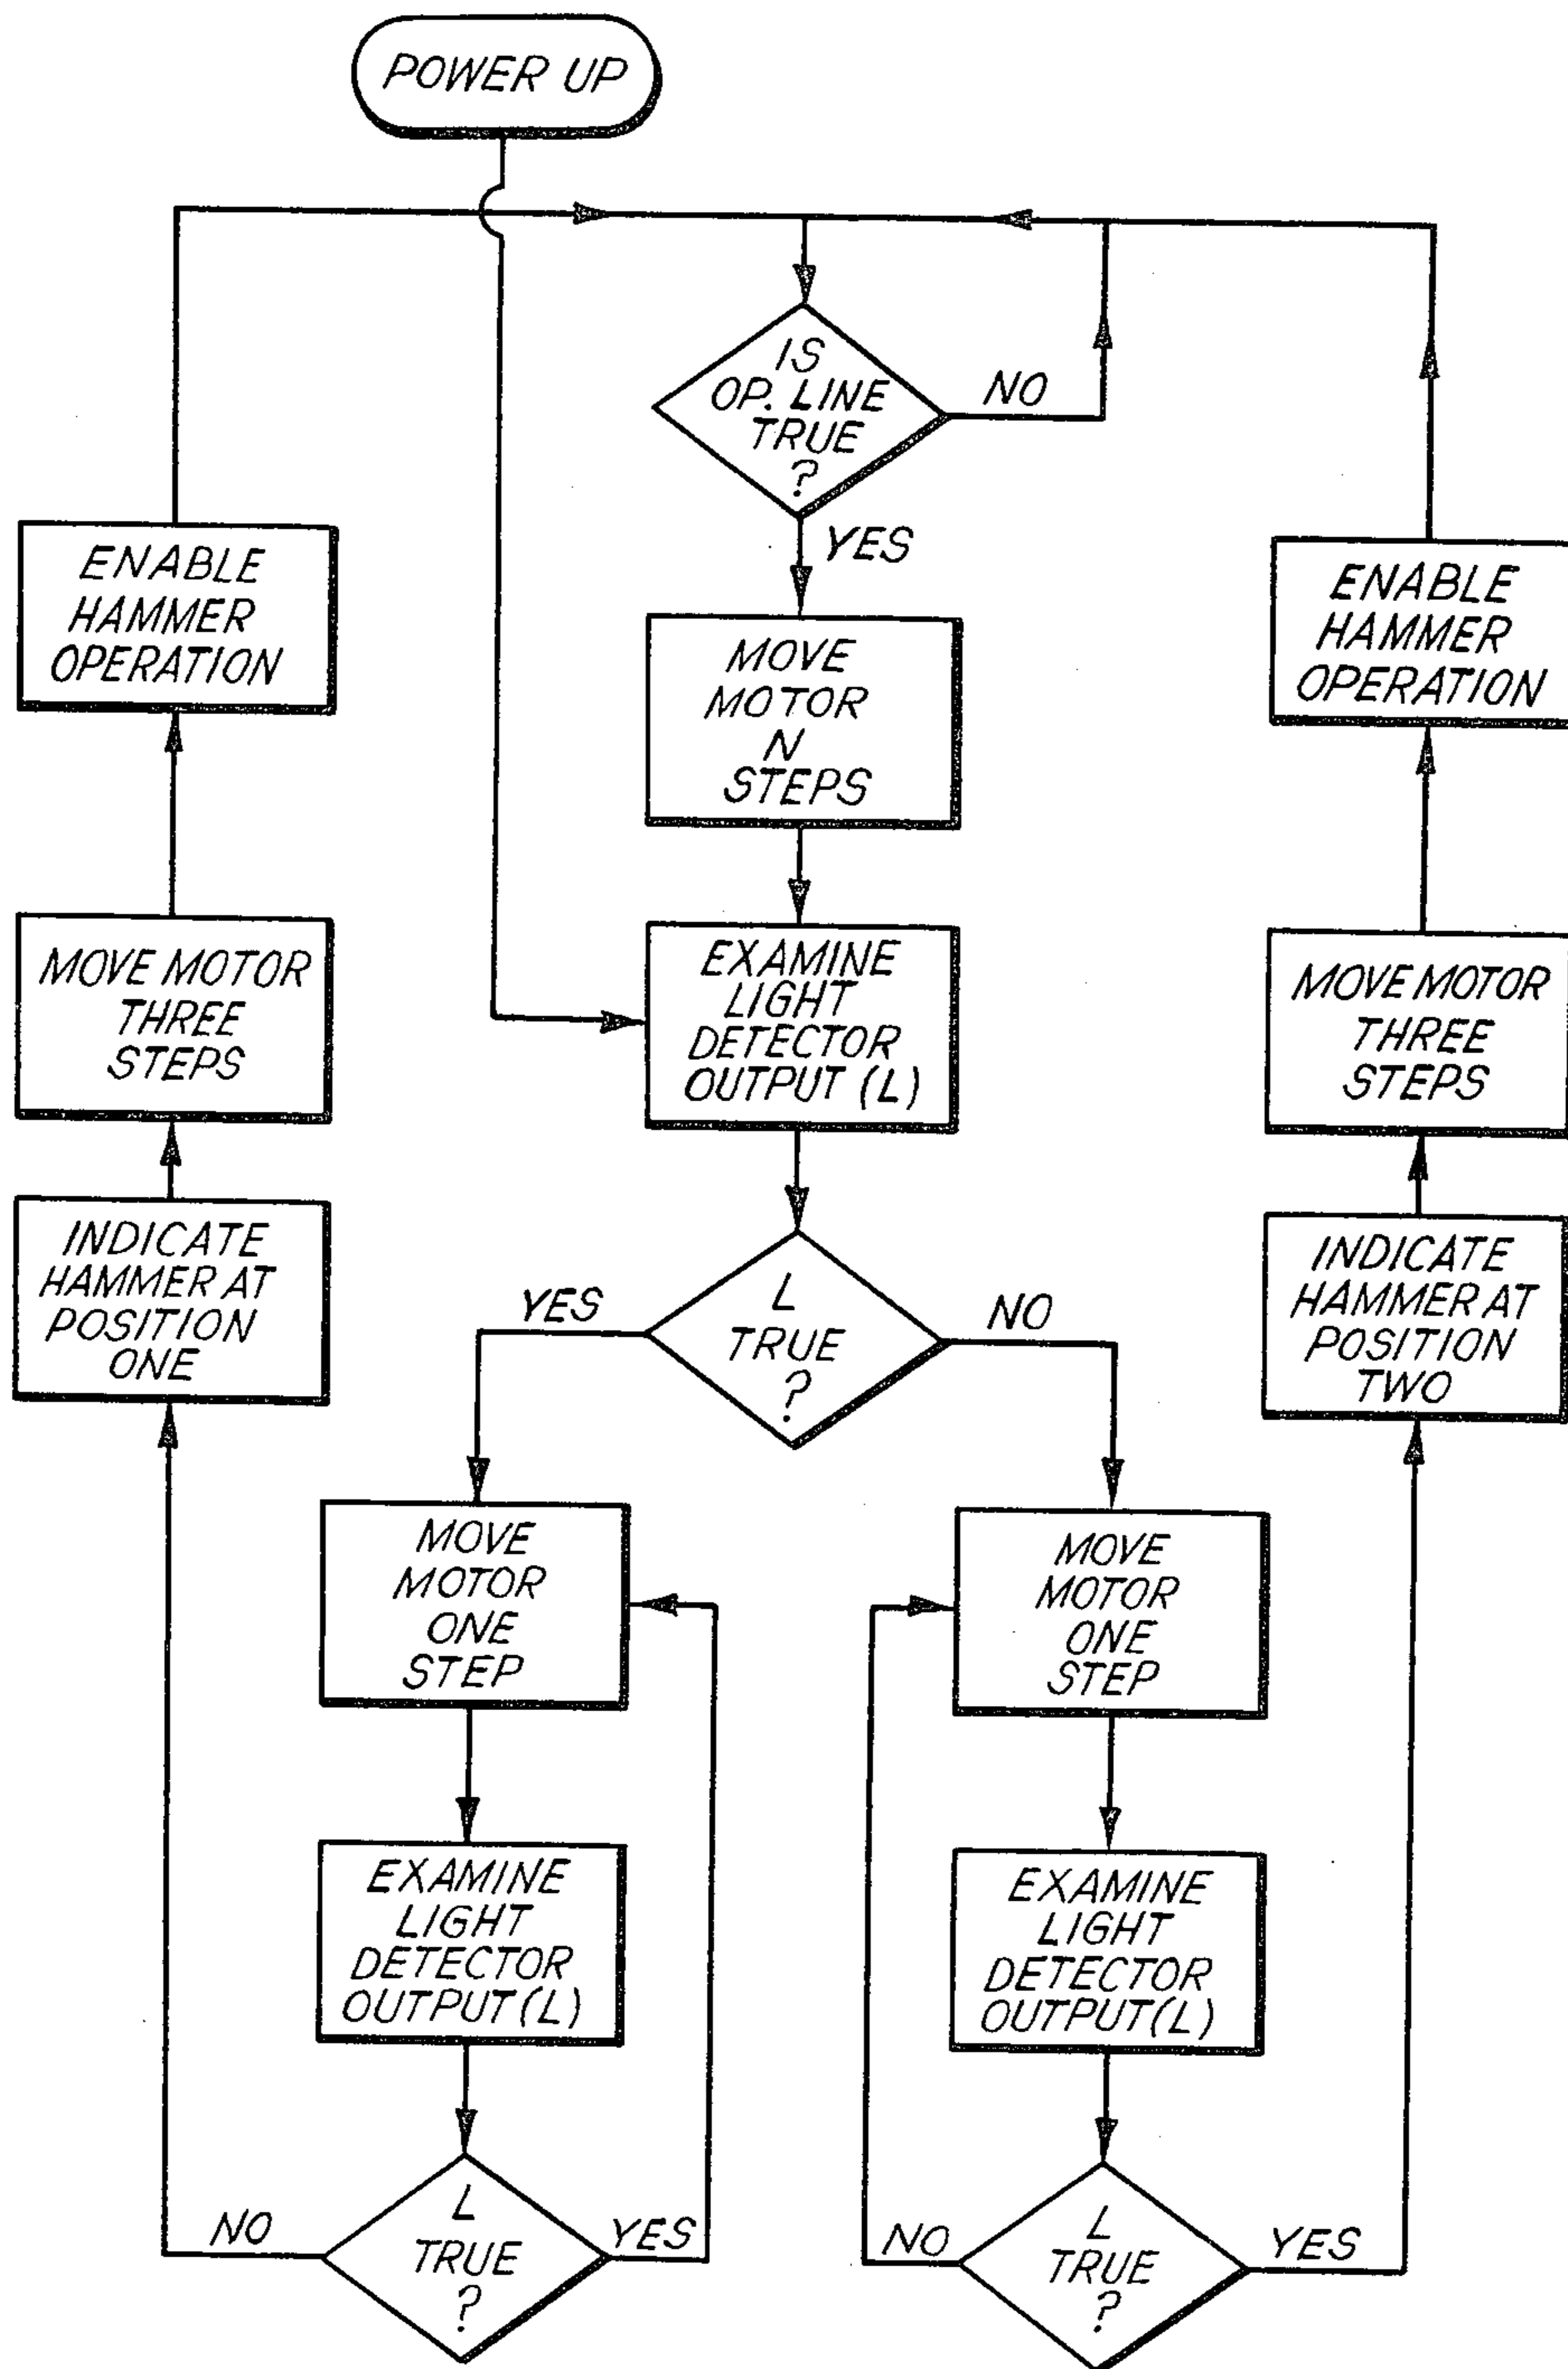 POWER UP
IS
OP. LINE
TRUE
?
NO
YES
ENABLE
HAMMER
OPERATION
MOVE
MOTOR
N
STEPS
ENABLE
HAMMER
OPERATION
MOVE MOTOR
THREE
STEPS
EXAMINE
LIGHT
DETECTOR
OUTPUT (L)
MOVE MOTOR
THREE
STEPS
INDICATE
HAMMER AT
POSITION
ONE
YES
L
TRUE
?
NO
INDICATE
HAMMER AT
POSITION
TWO
MOVE
MOTOR
ONE
STEP
MOVE
MOTOR
ONE
STEP
EXAMINE
LIGHT
DETECTOR
OUTPUT (L)
EXAMINE
LIGHT
DETECTOR
OUTPUT (L)
NO
L
TRUE
?
YES
NO
L
TRUE
?
YES